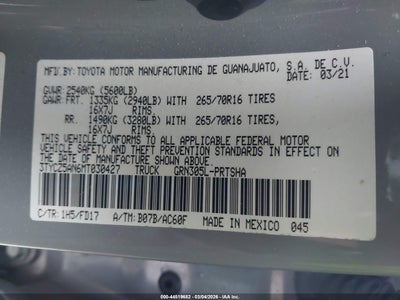 MFD.BY:TOYOTA MOTOR MANUFACTURING DE GUANAJUATO, S.A. DE C.V.
DATE: 03/21
GVWR:2540KG (5600LB)
GAWR:FRT. 1335KG (2940LB) WITH 265/70R16 TIRES
16X7J RIMS
RR. 1490KG (3280LB) WITH 265/70R16 TIRES
16X7J RIMS
THIS VEHICLE CONFORMS TO ALL APPLICABLE FEDERAL MOTOR
VEHICLE SAFETY AND THEFT PREVENTION STANDARDS IN EFFECT ON THE
DATE OF MANUFACTURE SHOWN ABOVE.
3TYCZ5AN6MT030427 TRUCK GRN305L-PRTSHA
C/TR: 1H5/FD17 A/TM: B07B/AC60F MADE IN MEXICO 045
000-44619682 - 03/04/2026 - IAA Chicago